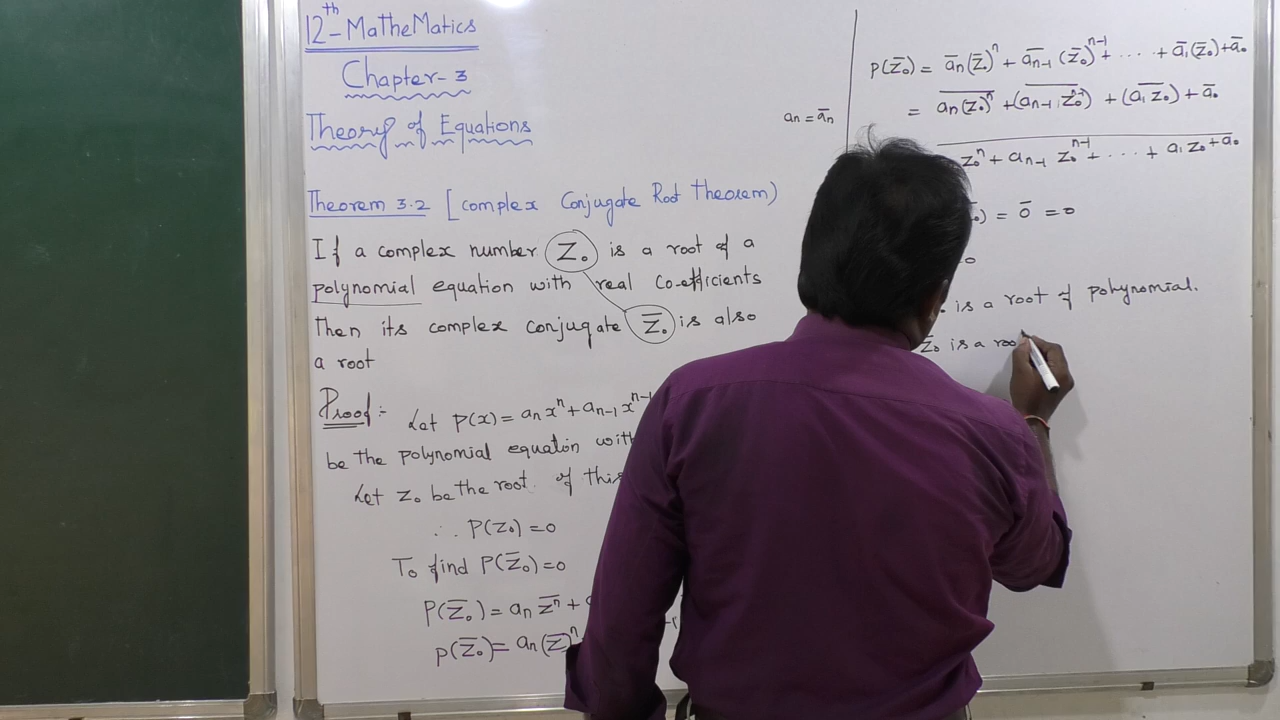 12th-MatheMatics
Chapter-3
Theory of Equations
Theorem 3.2 [complex Conjugate Root Theorem)
If a complex number z₀ is a root of a
polynomial equation with real Co-efficients
then its complex conjugate z̄₀ is also
a root
Proof:- Let P(x) = aₙxⁿ + aₙ₋₁xⁿ⁻¹
be the polynomial equation with
Let z₀ be the root of this
∴ P(z₀) = 0
To find P(z̄₀) = 0
P(z̄₀) = aₙ z̄ⁿ +
P(z̄₀) = aₙ(z̄)ⁿ
aₙ = āₙ
P(z̄₀) = āₙ(z̄₀)ⁿ + āₙ₋₁(z̄₀)ⁿ⁻¹ + .... + ā₁(z̄₀) + ā₀
= \overline{aₙ(z₀)ⁿ} + \overline{(aₙ₋₁ z₀ⁿ⁻¹)} + \overline{(a₁ z₀)} + ā₀
\overline{z₀ⁿ + aₙ₋₁ z₀ⁿ⁻¹ + .... + a₁z₀ + a₀}
) = 0̄ = 0
is a root of polynomial.
z̄₀ is a roo